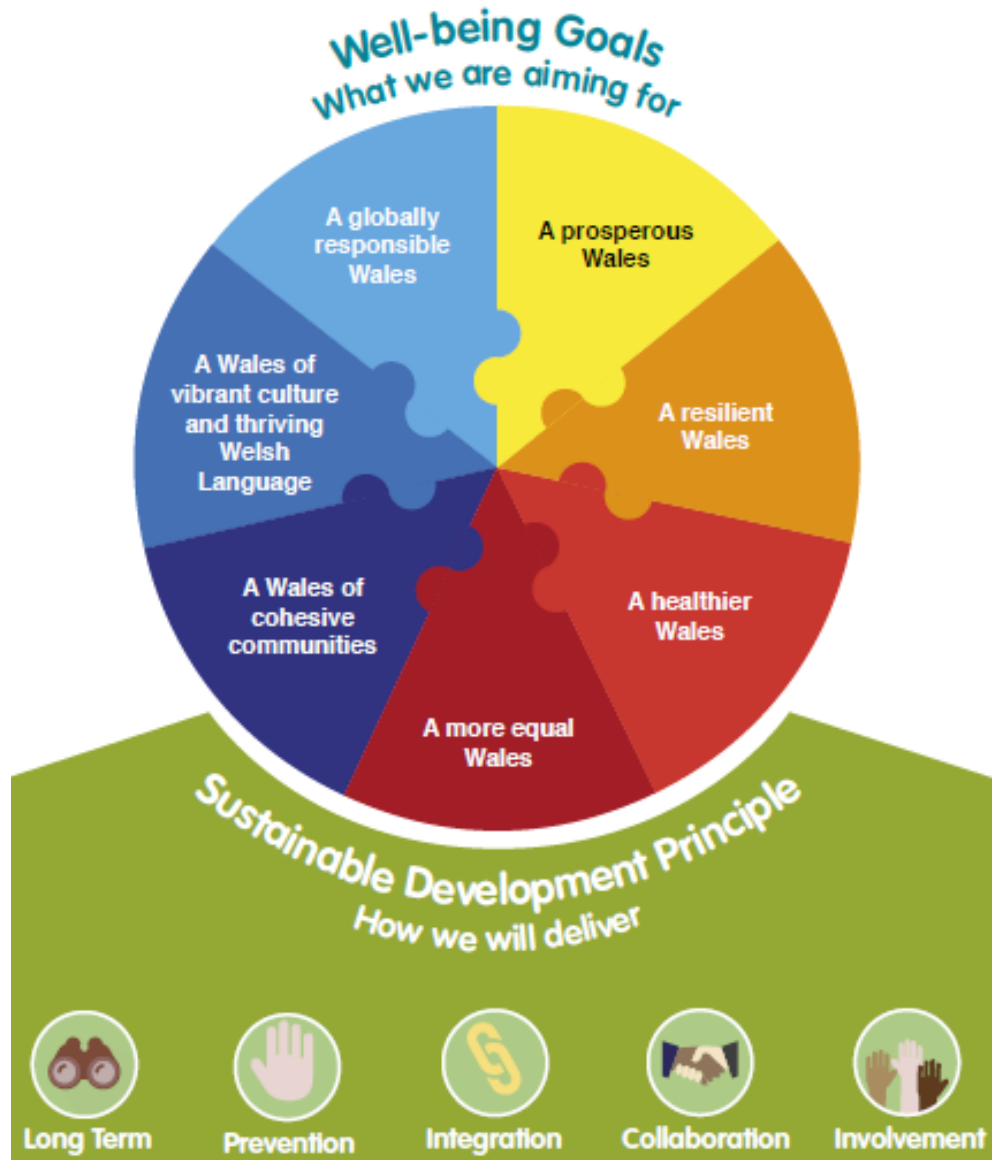 Well-being Goals
What we are aiming for
A globally
responsible
Wales
A prosperous
Wales
A Wales of
vibrant culture
and thriving
Welsh
Language
A resilient
Wales
A Wales of
cohesive
communities
A healthier
Wales
A more equal
Wales
Sustainable Development Principle
How we will deliver
Long Term
Prevention
Integration
Collaboration
Involvement